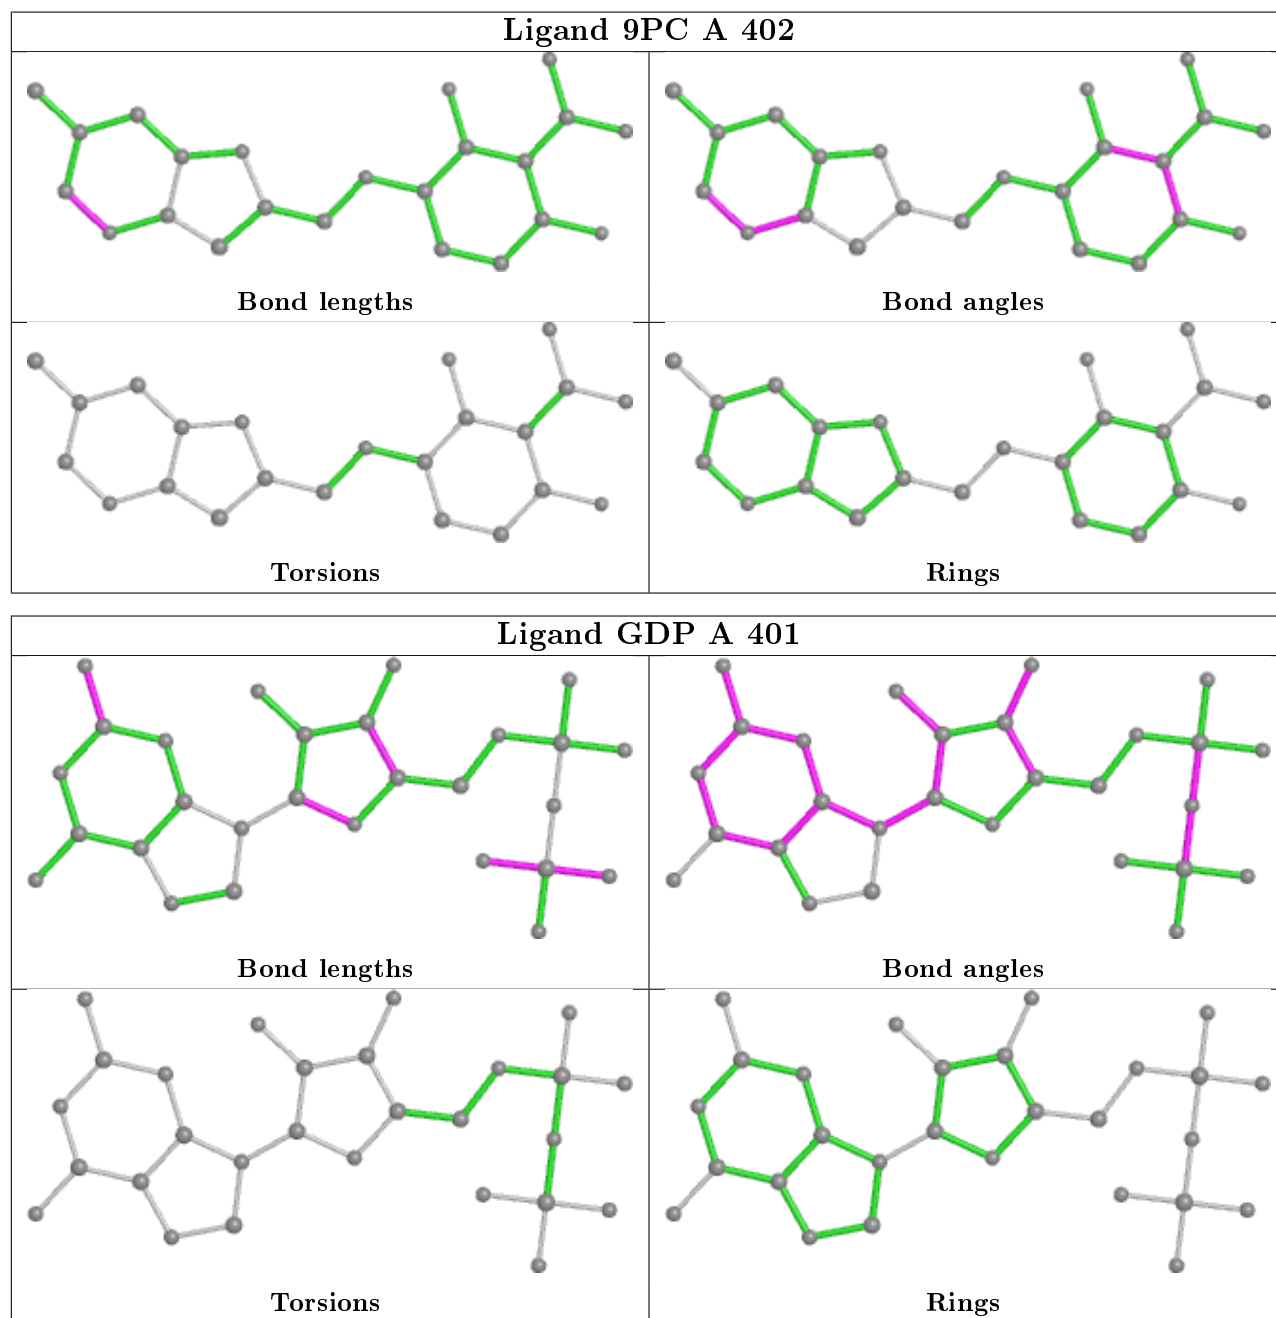 Ligand 9PC A 402
Bond lengths
Bond angles
Torsions
Rings
Ligand GDP A 401
Bond lengths
Bond angles
Torsions
Rings